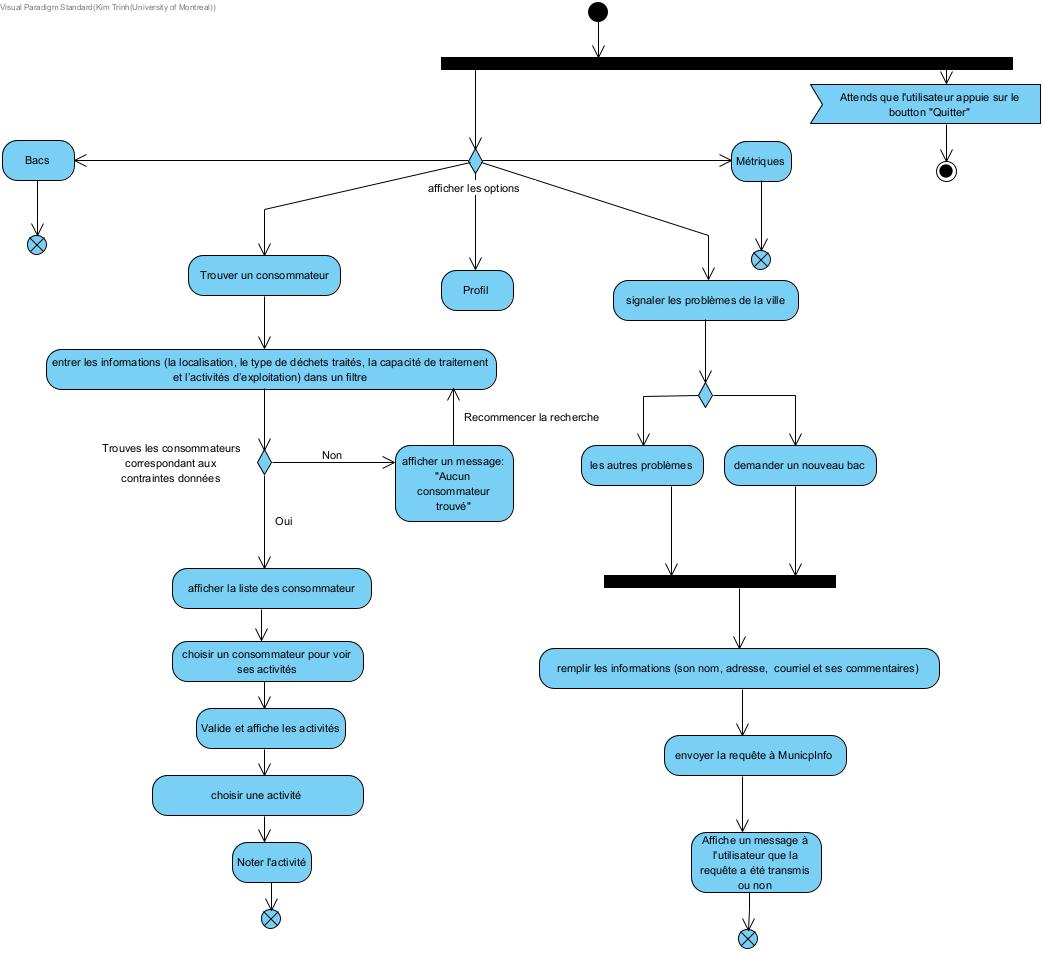 Visual Paradigm Standard(Kim Trinh(University of Montreal))
Attends que l'utilisateur appuie sur le
boutton "Quitter"
Bacs
Métriques
afficher les options
Trouver un consommateur
Profil
signaler les problèmes de la ville
entrer les informations (la localisation, le type de déchets traités, la capacité de traitement
et l'activités d'exploitation) dans un filtre
Recommencer la recherche
Trouves les consommateurs
correspondant aux
contraintes données
Non
afficher un message:
"Aucun
consommateur
trouvé"
les autres problèmes
demander un nouveau bac
Oui
afficher la liste des consommateur
choisir un consommateur pour voir
ses activités
remplir les informations (son nom, adresse,  courriel et ses commentaires)
Valide et affiche les activités
envoyer la requête à MunicpInfo
choisir une activité
Noter l'activité
Affiche un message à
l'utilisateur que la
requête a été transmis
ou non